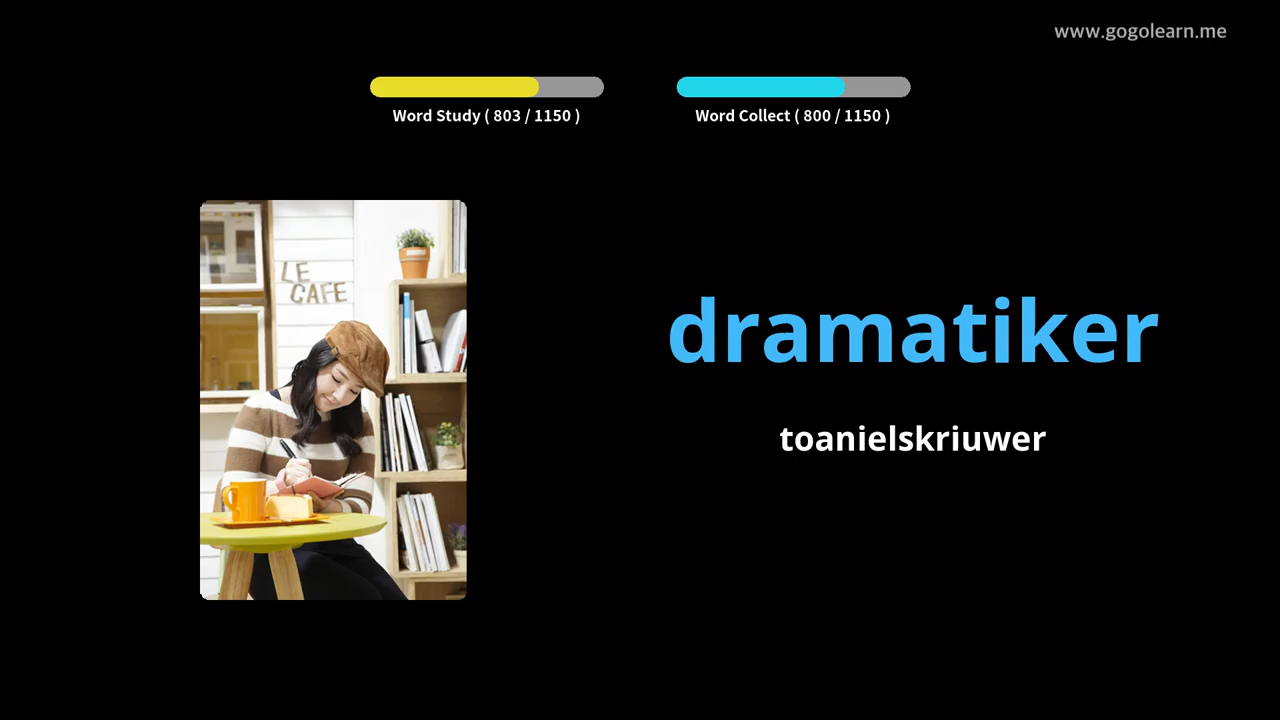 www.gogolearn.me
Word Study ( 803 / 1150 )
Word Collect ( 800 / 1150 )
LE
CAFE
dramatiker
toanielskriuwer